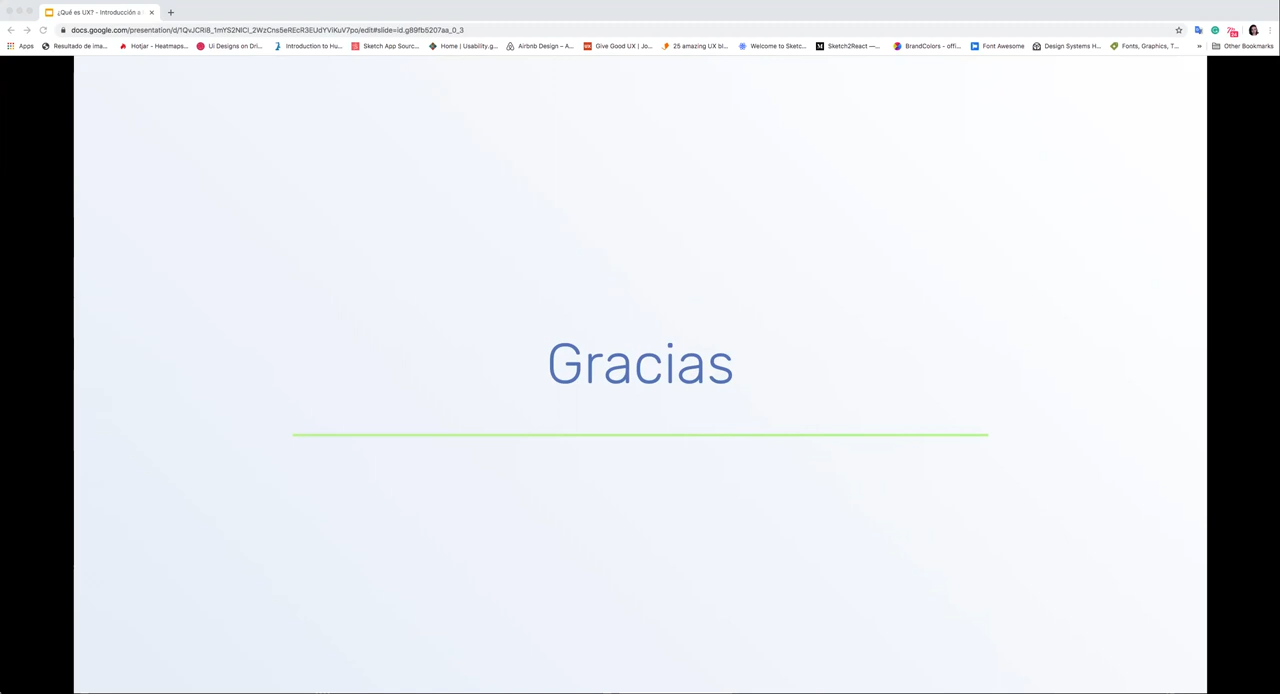 ¿Qué es UX? - Introducción a
docs.google.com/presentation/d/1QvJCRi8_1mYS2NlCl_2WzCns5eREcR3EUdYViKuV7po/edit#slide=id.g89fb5207aa_0_3
Apps Resultado de ima... Hotjar - Heatmaps... Ui Designs on Dri... Introduction to Hu... Sketch App Sourc... Home | Usability.g... Airbnb Design – A... Give Good UX | Jo... 25 amazing UX bl... Welcome to Sketc... Sketch2React —... BrandColors - offi... Font Awesome Design Systems H... Fonts, Graphics, T... » Other Bookmarks
Gracias